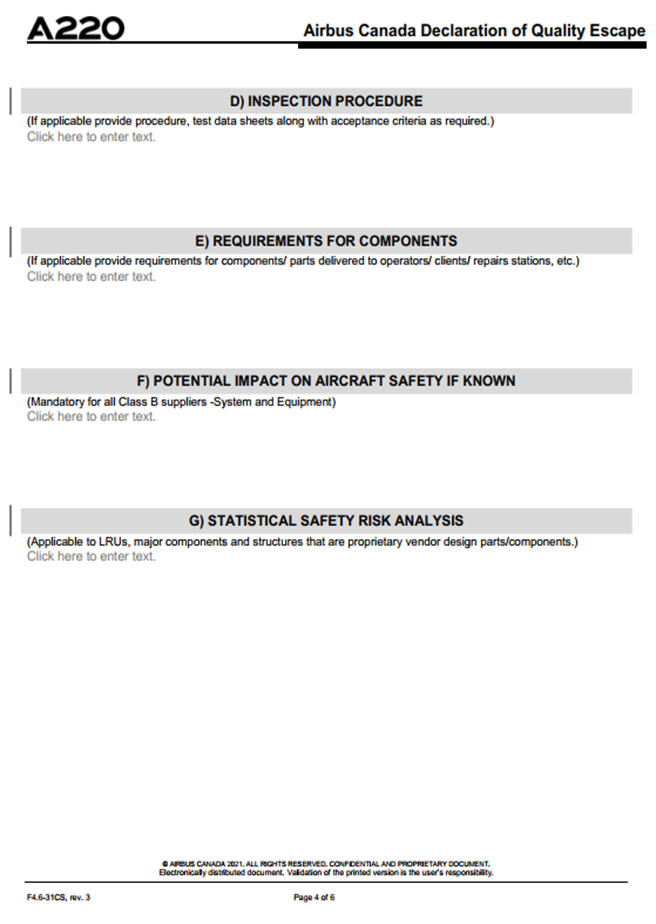 A220
Airbus Canada Declaration of Quality Escape
D) INSPECTION PROCEDURE
(If applicable provide procedure, test data sheets along with acceptance criteria as required.)
Click here to enter text.
E) REQUIREMENTS FOR COMPONENTS
(If applicable provide requirements for components/ parts delivered to operators/ clients/ repairs stations, etc.)
Click here to enter text.
F) POTENTIAL IMPACT ON AIRCRAFT SAFETY IF KNOWN
(Mandatory for all Class B suppliers -System and Equipment)
Click here to enter text.
G) STATISTICAL SAFETY RISK ANALYSIS
(Applicable to LRUs, major components and structures that are proprietary vendor design parts/components.)
Click here to enter text.
© AIRBUS CANADA 2021. ALL RIGHTS RESERVED. CONFIDENTIAL AND PROPRIETARY DOCUMENT.
Electronically distributed document. Validation of the printed version is the user's responsibility.
F4.6-31CS, rev. 3
Page 4 of 6